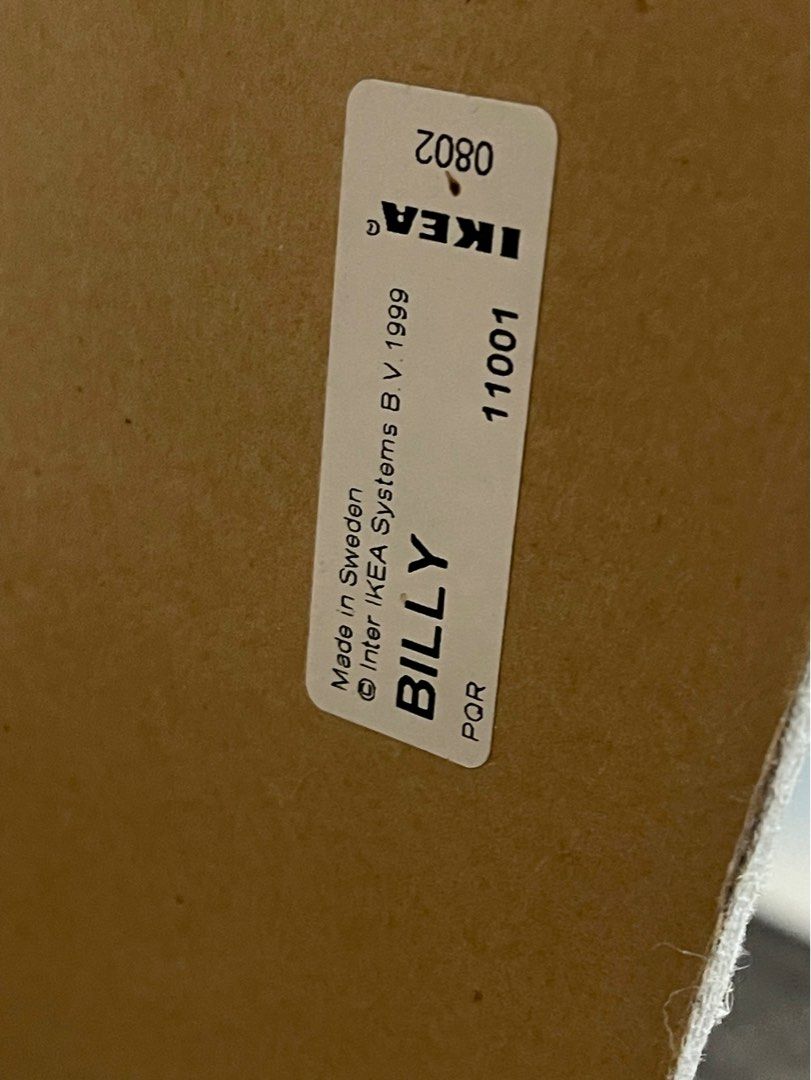 Made in Sweden
© Inter IKEA Systems B.V. 1999
BILLY
PQR 11001
IKEA
0802